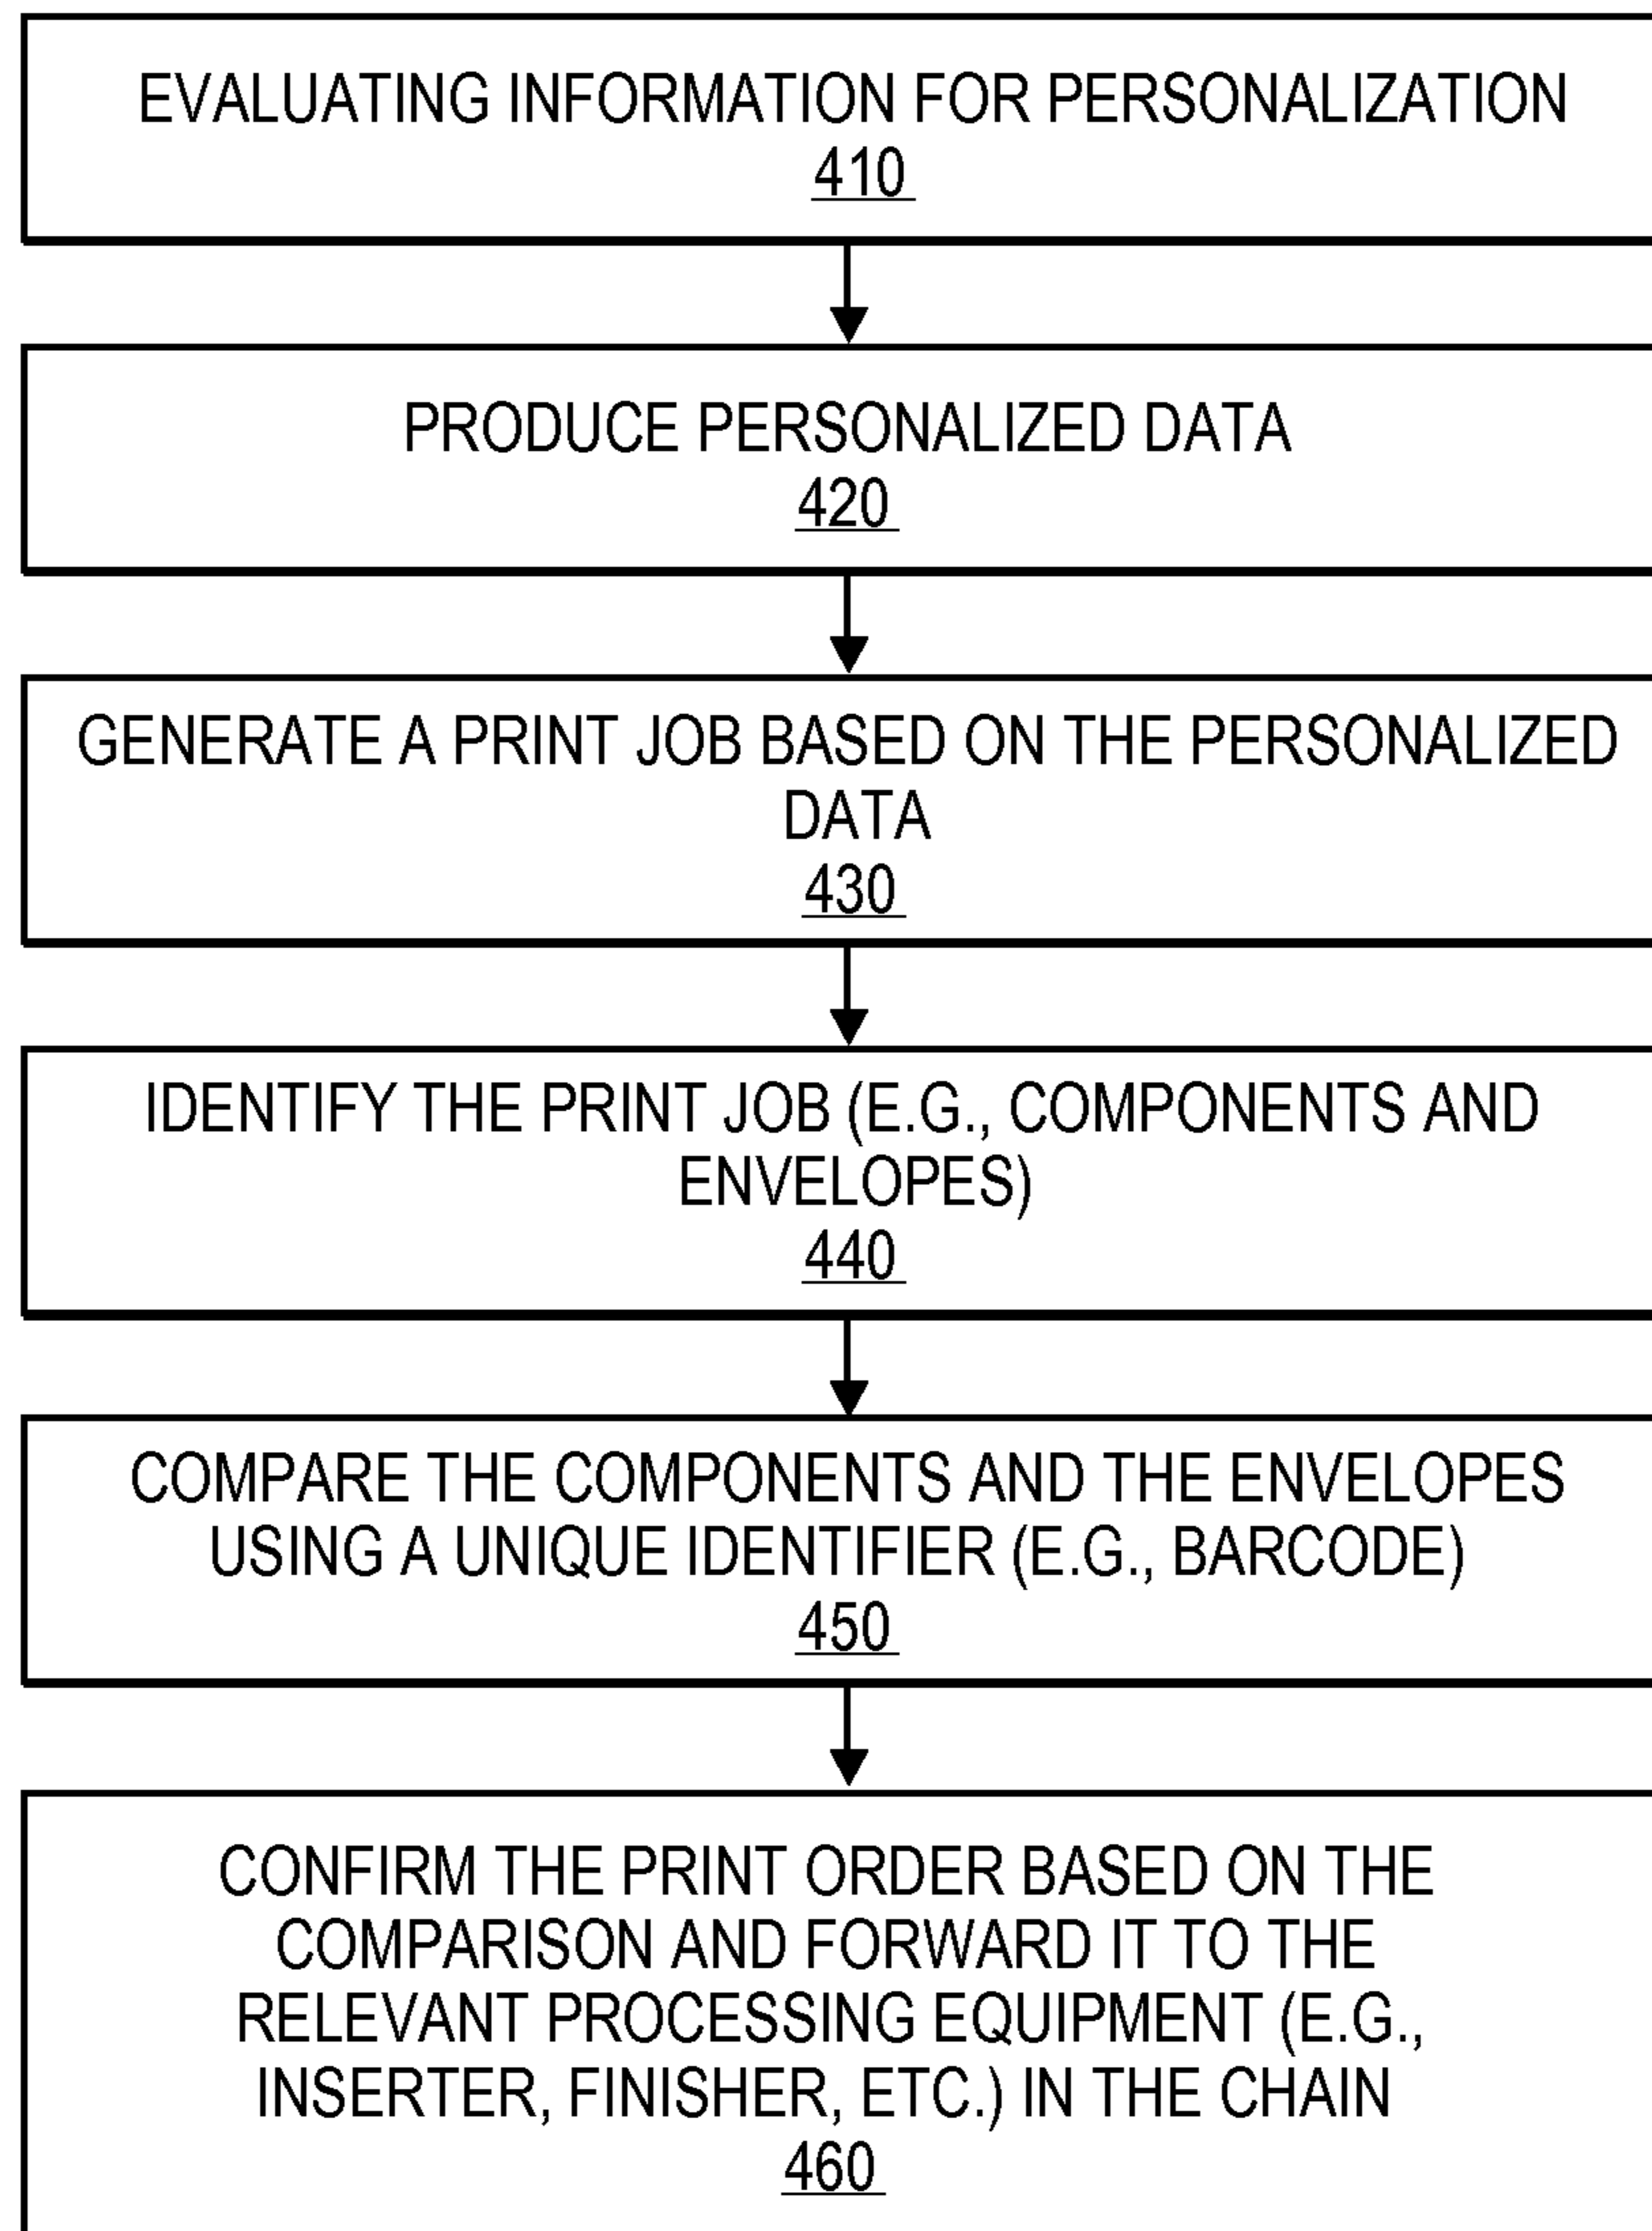 EVALUATING INFORMATION FOR PERSONALIZATION
410
PRODUCE PERSONALIZED DATA
420
GENERATE A PRINT JOB BASED ON THE PERSONALIZED
DATA
430
IDENTIFY THE PRINT JOB (E.G., COMPONENTS AND
ENVELOPES)
440
COMPARE THE COMPONENTS AND THE ENVELOPES
USING A UNIQUE IDENTIFIER (E.G., BARCODE)
450
CONFIRM THE PRINT ORDER BASED ON THE
COMPARISON AND FORWARD IT TO THE
RELEVANT PROCESSING EQUIPMENT (E.G.,
INSERTER, FINISHER, ETC.) IN THE CHAIN
460